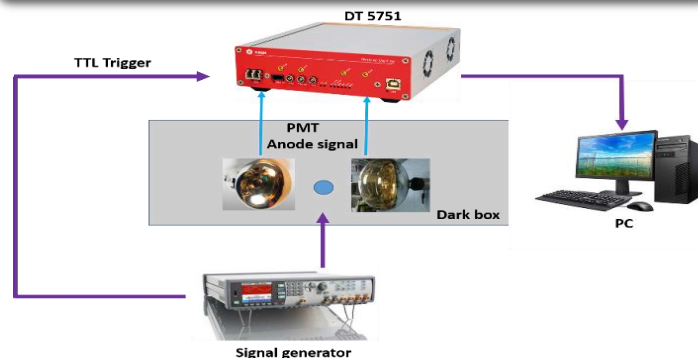 DT 5751
TTL Trigger
PMT
Anode signal
Dark box
PC
Signal generator